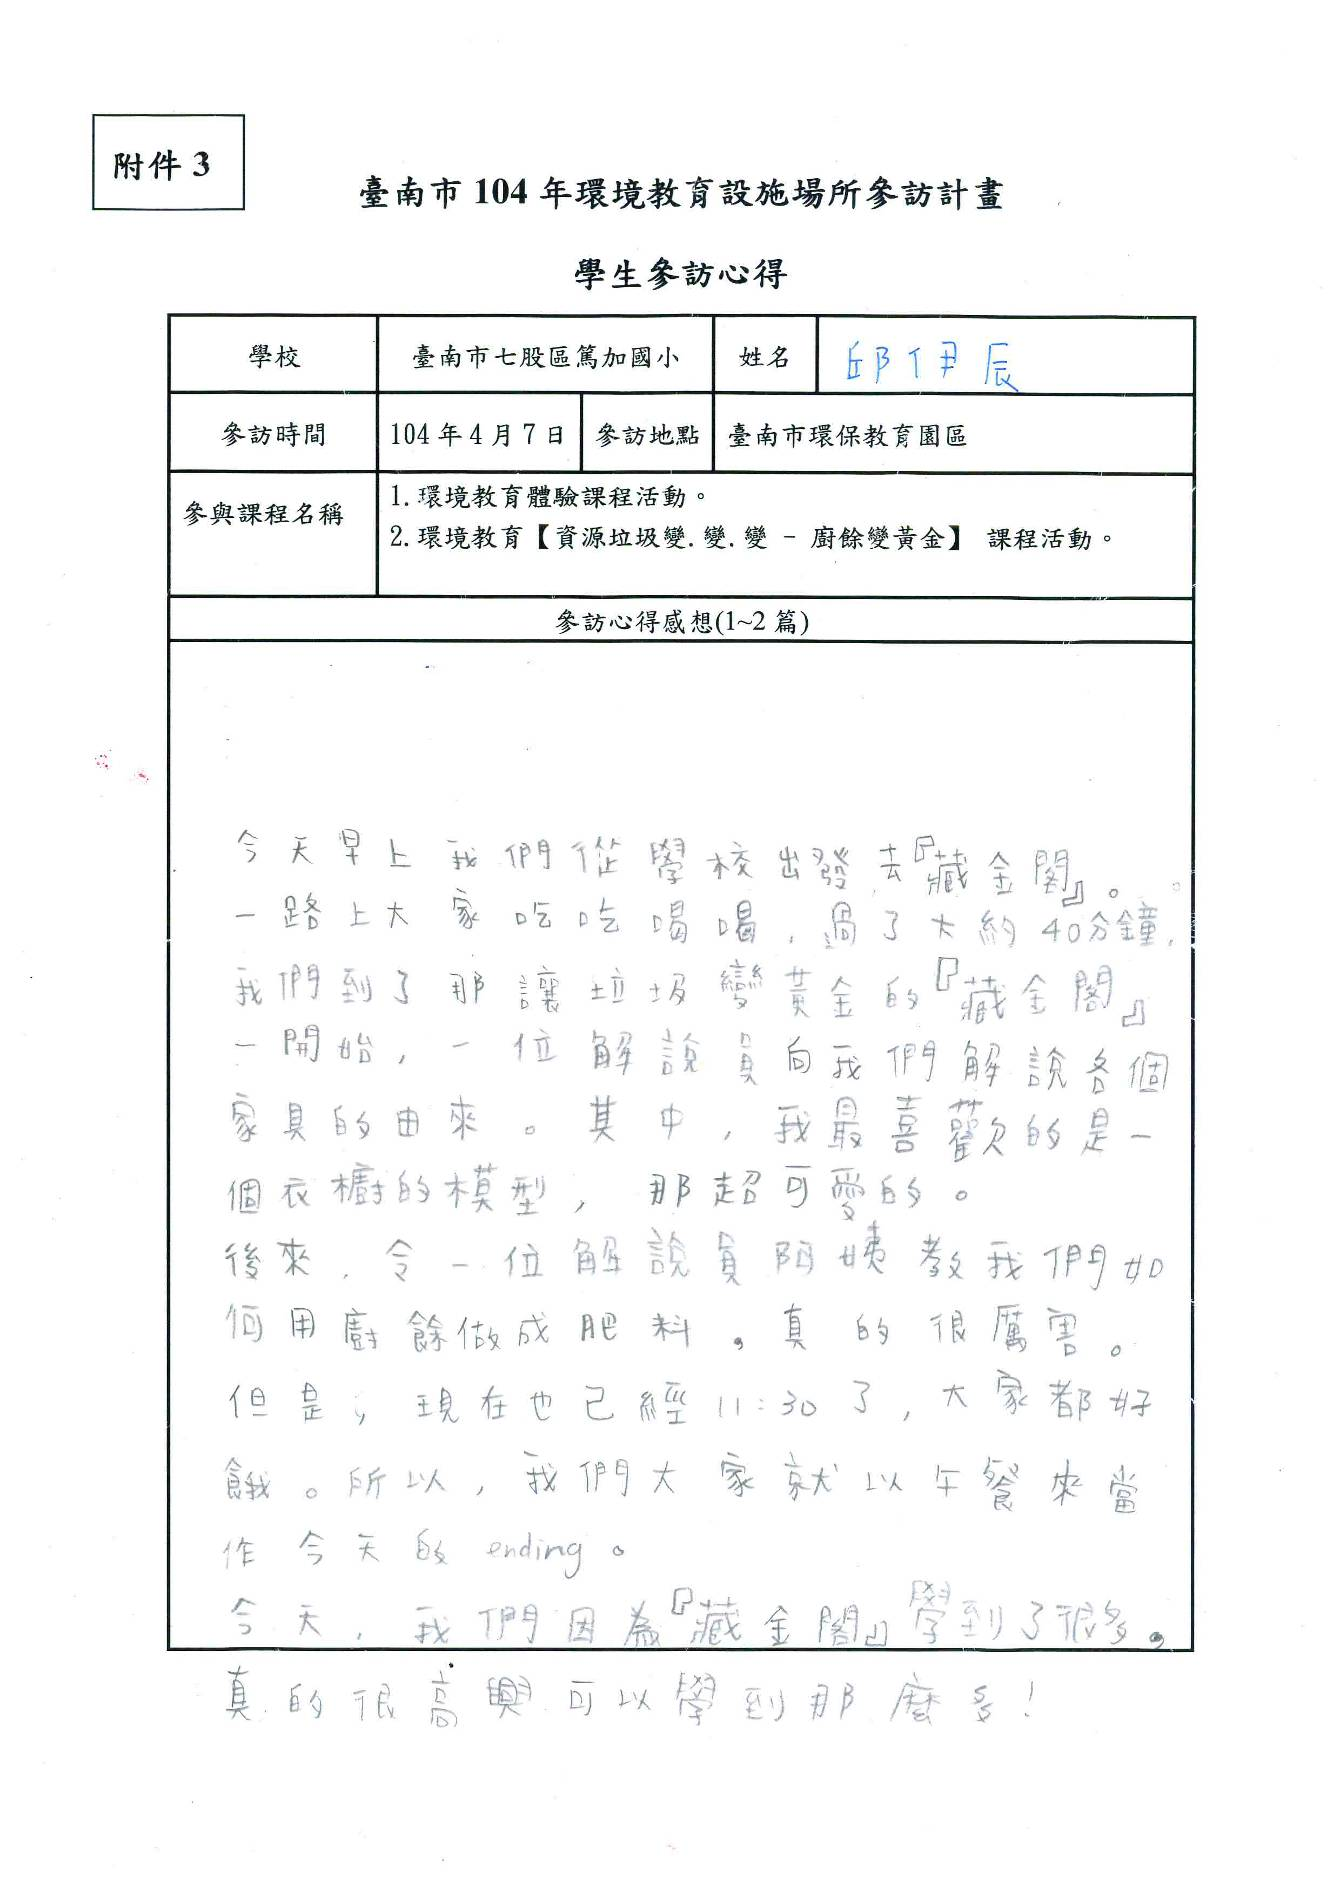 附件 3
臺南市 104 年環境教育設施場所參訪計畫
學生參訪心得
學校 臺南市七股區篤加國小 姓名 邱伊辰
參訪時間 104 年 4 月 7 日 參訪地點 臺南市環保教育園區
參與課程名稱
1.環境教育體驗課程活動。
2.環境教育【資源垃圾變.變.變 - 廚餘變黃金】 課程活動。
參訪心得感想(1~2 篇)
今天早上我們從學校出發去『藏金閣』。
一路上大家吃吃喝喝,過了大約40分鐘,
我們到了那讓垃圾變黃金的『藏金閣』
一開始,一位解說員向我們解說各個
家具的由來。其中,我最喜歡的是一
個衣櫥的模型,那超可愛的。
後來,令一位解說員阿姨教我們如
何用廚餘做成肥料,真的很厲害。
但是,現在也已經11:30了,大家都好
餓。所以,我們大家就以午餐來當
作今天的ending。
今天,我們因為『藏金閣』學到了很多。
真的很高興可以學到那麼多!